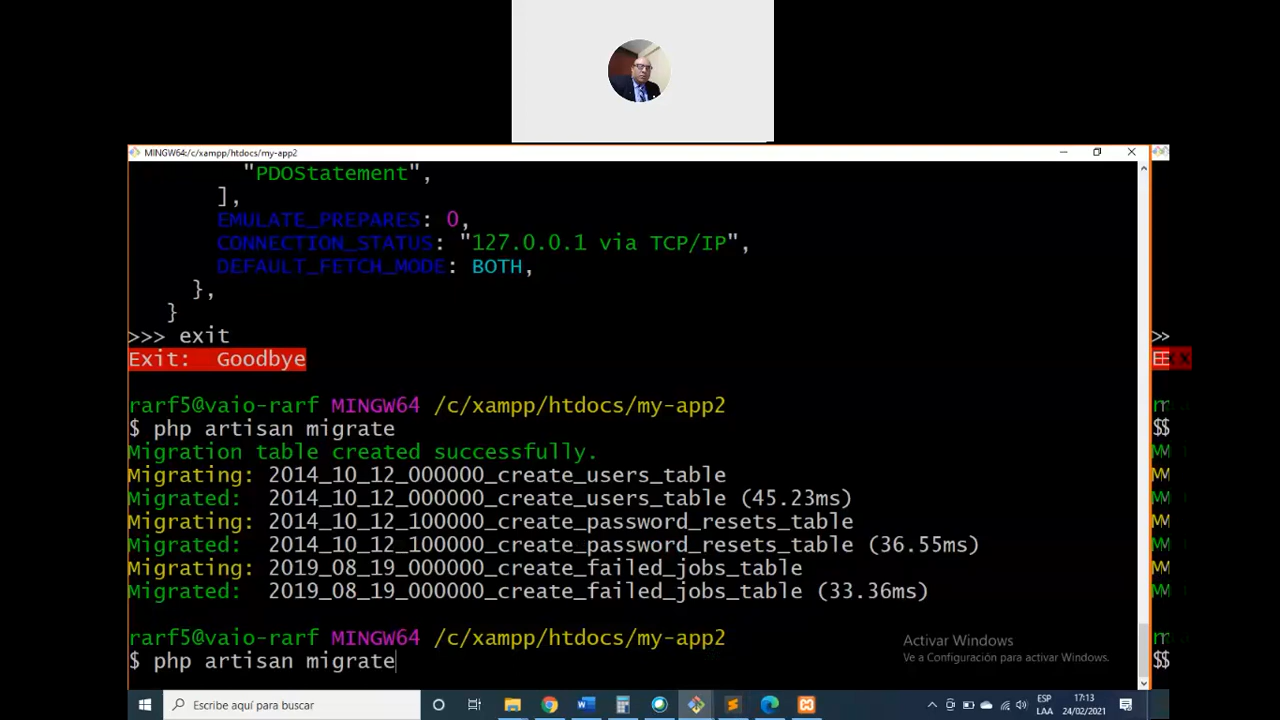 MINGW64:/c/xampp/htdocs/my-app2
"PDOStatement",
],
EMULATE_PREPARES: 0,
CONNECTION_STATUS: "127.0.0.1 via TCP/IP",
DEFAULT_FETCH_MODE: BOTH,
},
}
>>> exit
Exit:  Goodbye
rarf5@vaio-rarf MINGW64 /c/xampp/htdocs/my-app2
$ php artisan migrate
Migration table created successfully.
Migrating: 2014_10_12_000000_create_users_table
Migrated:  2014_10_12_000000_create_users_table (45.23ms)
Migrating: 2014_10_12_100000_create_password_resets_table
Migrated:  2014_10_12_100000_create_password_resets_table (36.55ms)
Migrating: 2019_08_19_000000_create_failed_jobs_table
Migrated:  2019_08_19_000000_create_failed_jobs_table (33.36ms)
rarf5@vaio-rarf MINGW64 /c/xampp/htdocs/my-app2
$ php artisan migrate
Activar Windows
Ve a Configuración para activar Windows.
Escribe aquí para buscar
ESP
LAA
17:13
24/02/2021